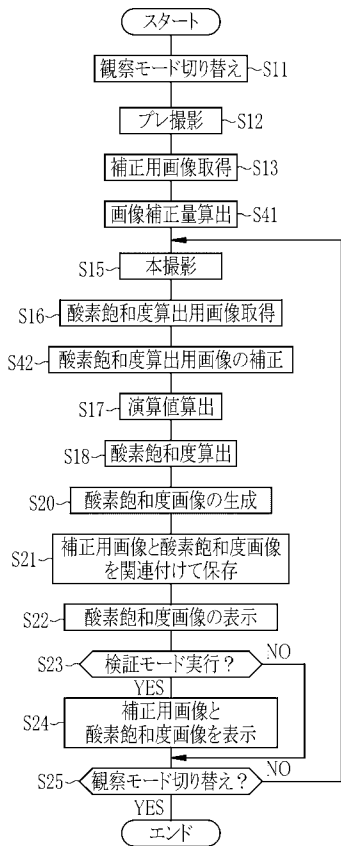 スタート
観察モード切り替え S11
プレ撮影 S12
補正用画像取得 S13
画像補正量算出 S41
S15 本撮影
S16 酸素飽和度算出用画像取得
S42 酸素飽和度算出用画像の補正
S17 演算値算出
S18 酸素飽和度算出
S20 酸素飽和度画像の生成
S21 補正用画像と酸素飽和度画像
を関連付けて保存
S22 酸素飽和度画像の表示
S23 検証モード実行? NO
YES
S24 補正用画像と
酸素飽和度画像を表示
S25 観察モード切り替え? NO
YES
エンド